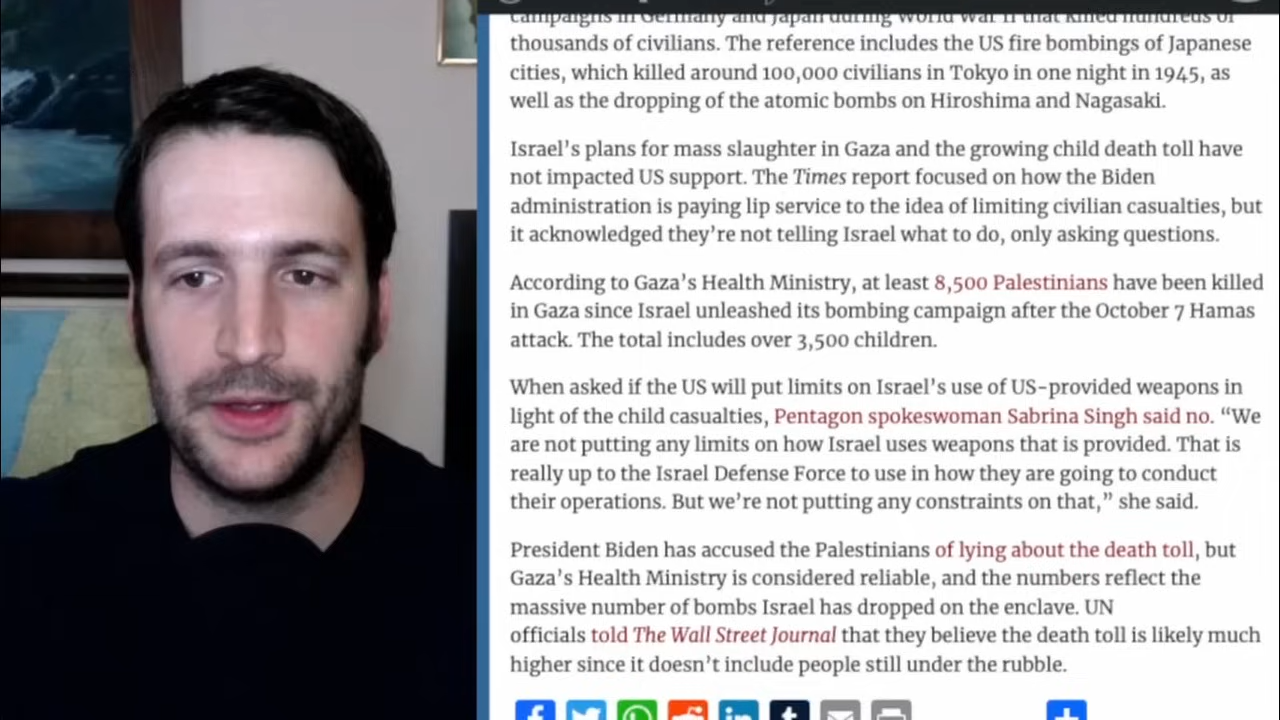 campaigns in Germany and Japan during World War II that killed hundreds of
thousands of civilians. The reference includes the US fire bombings of Japanese
cities, which killed around 100,000 civilians in Tokyo in one night in 1945, as
well as the dropping of the atomic bombs on Hiroshima and Nagasaki.
Israel’s plans for mass slaughter in Gaza and the growing child death toll have
not impacted US support. The Times report focused on how the Biden
administration is paying lip service to the idea of limiting civilian casualties, but
it acknowledged they’re not telling Israel what to do, only asking questions.
According to Gaza’s Health Ministry, at least 8,500 Palestinians have been killed
in Gaza since Israel unleashed its bombing campaign after the October 7 Hamas
attack. The total includes over 3,500 children.
When asked if the US will put limits on Israel’s use of US-provided weapons in
light of the child casualties, Pentagon spokeswoman Sabrina Singh said no. “We
are not putting any limits on how Israel uses weapons that is provided. That is
really up to the Israel Defense Force to use in how they are going to conduct
their operations. But we’re not putting any constraints on that,” she said.
President Biden has accused the Palestinians of lying about the death toll, but
Gaza’s Health Ministry is considered reliable, and the numbers reflect the
massive number of bombs Israel has dropped on the enclave. UN
officials told The Wall Street Journal that they believe the death toll is likely much
higher since it doesn’t include people still under the rubble.